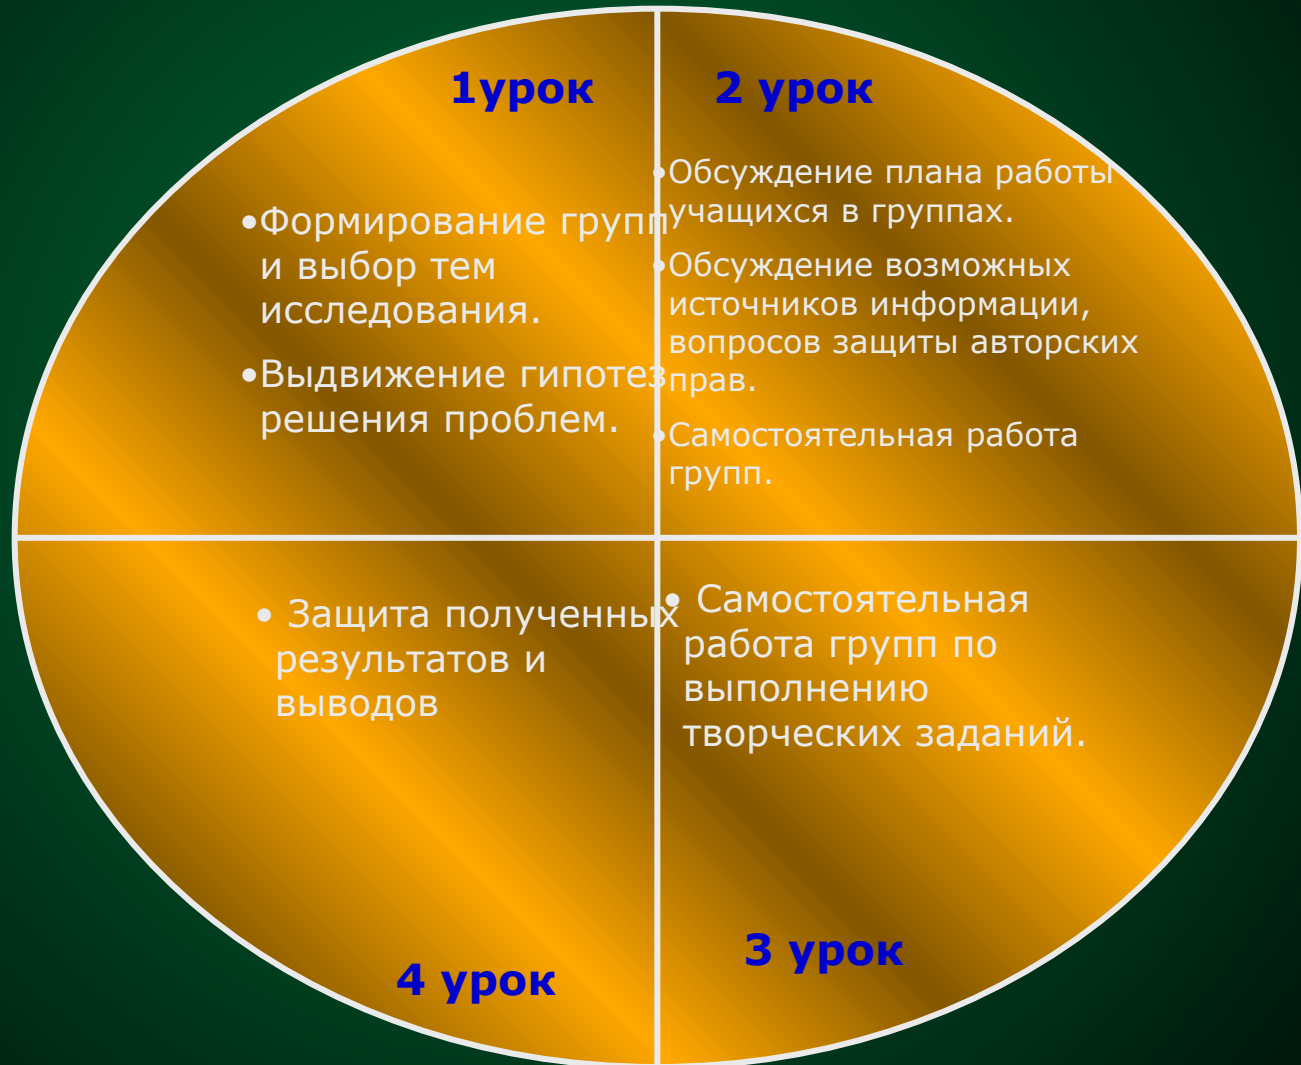 1урок
•Формирование групп
и выбор тем
исследования.
•Выдвижение гипотез
решения проблем.
2 урок
•Обсуждение плана работы
учащихся в группах.
•Обсуждение возможных
источников информации,
вопросов защиты авторских
прав.
•Самостоятельная работа
групп.
• Защита полученных
результатов и
выводов
4 урок
• Самостоятельная
работа групп по
выполнению
творческих заданий.
3 урок